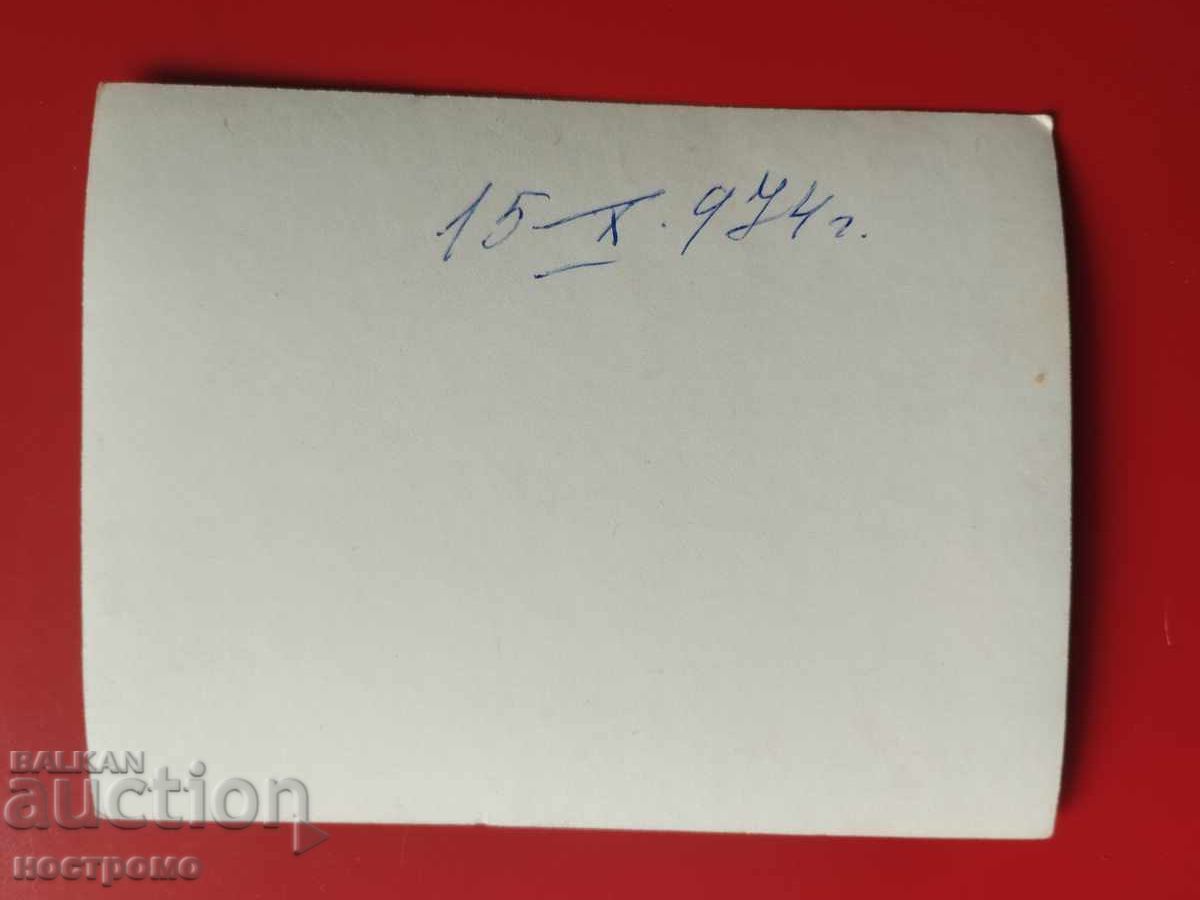 15-X.974г.
BALKAN
auction
ностромо